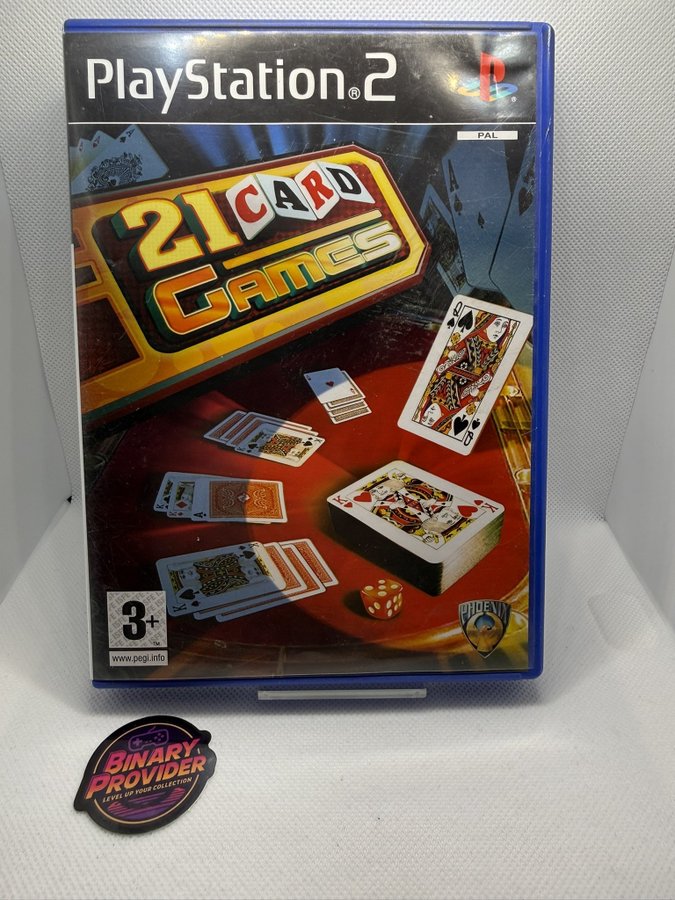 PlayStation®2
PAL
21 CARD
GAMES
Q
Q
K
K
K
K
A
K
3+
www.pegi.info
PHOENIX
BINARY
PROVIDER
LEVEL UP YOUR COLLECTION